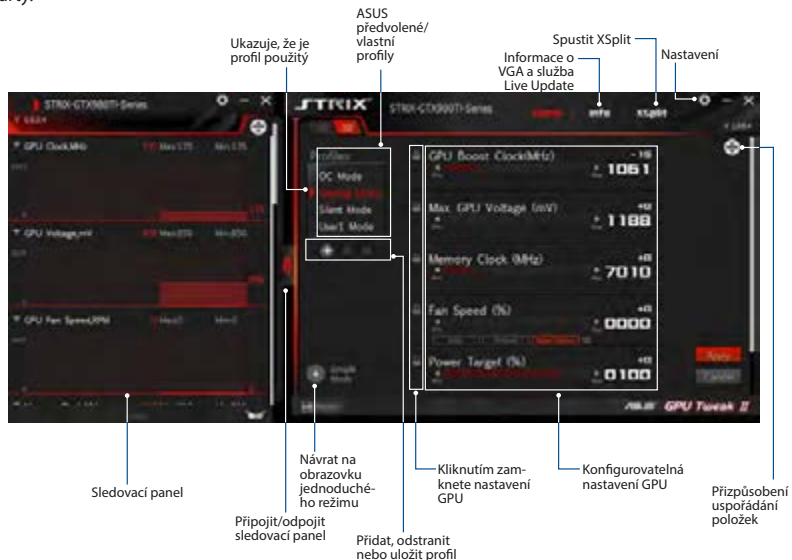 ASUS
předvolené/
vlastní
profily
Ukazuje, že je
profil použitý
Spustit XSplit
Informace o
VGA a služba
Live Update
Nastavení
STRIX-GTX980TI-Series
GPU Clock,MHz
GPU Voltage,mV
GPU Fan Speed,RPM
STRIX
STRIX-GTX980TI-Series
Info
XSplit
Profiles
OC Mode
Silent Mode
User1 Mode
Simple
Mode
GPU Boost Clock(MHz)
1061
Max. GPU Voltage (mV)
1188
Memory Clock (MHz)
7010
Fan Speed (%)
0000
Power Target (%)
0100
Apply
Cancel
ASUS GPU Tweak II
Sledovací panel
Připojit/odpojit
sledovací panel
Návrat na
obrazovku
jednoduché-
ho režimu
Přidat, odstranit
nebo uložit profil
Kliknutím zam-
knete nastavení
GPU
Konfigurovatelná
nastavení GPU
Přizpůsobení
uspořádání
položek